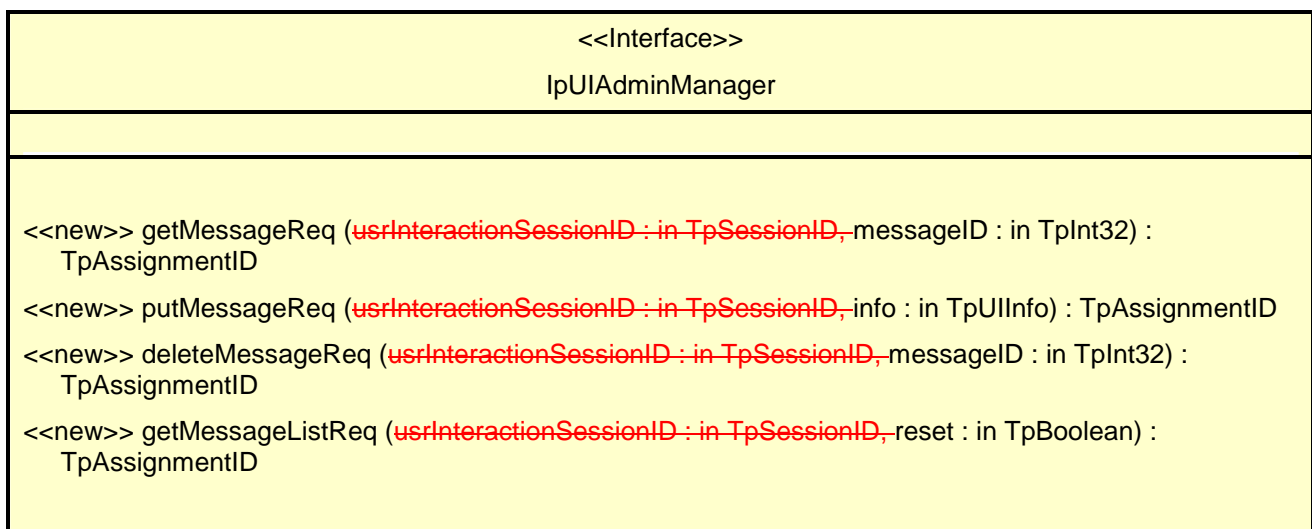 <<Interface>>
IpUIAdminManager
<<new>> getMessageReq (usrInteractionSessionID : in TpSessionID, messageID : in TpInt32) :
TpAssignmentID
<<new>> putMessageReq (usrInteractionSessionID : in TpSessionID, info : in TpUIInfo) : TpAssignmentID
<<new>> deleteMessageReq (usrInteractionSessionID : in TpSessionID, messageID : in TpInt32) :
TpAssignmentID
<<new>> getMessageListReq (usrInteractionSessionID : in TpSessionID, reset : in TpBoolean) :
TpAssignmentID